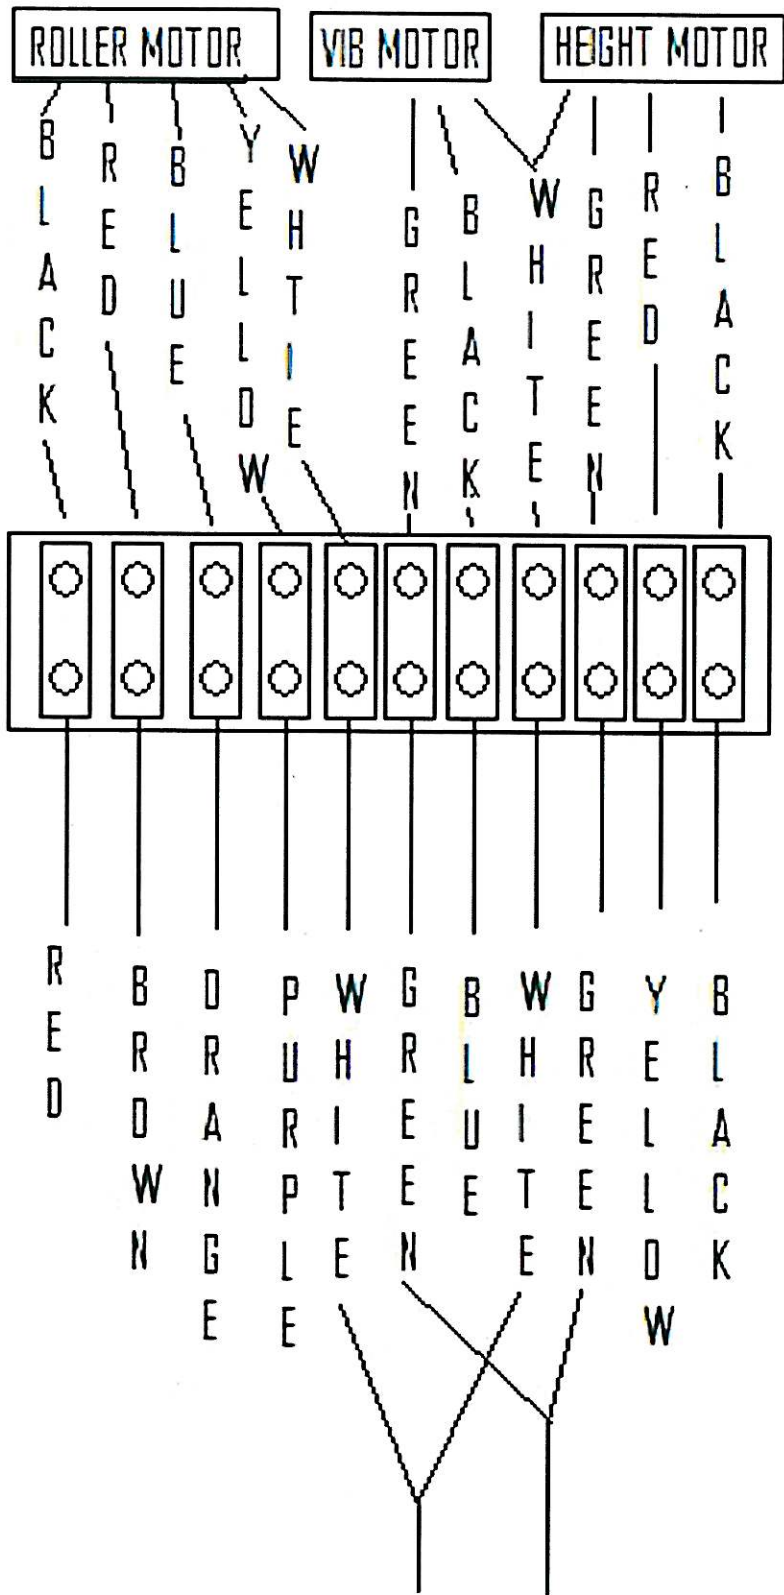 ROLLER MOTOR
VIB MOTOR
HEIGHT MOTOR
BLACK
RED
BLUE
YELLOW
WHTIE
GREEN
BLACK
WHITE
GREEN
RED
BLACK
RED
BROWN
ORANGE
PURPLE
WHITE
GREEN
BLUE
WHITE
GREEN
YELLOW
BLACK